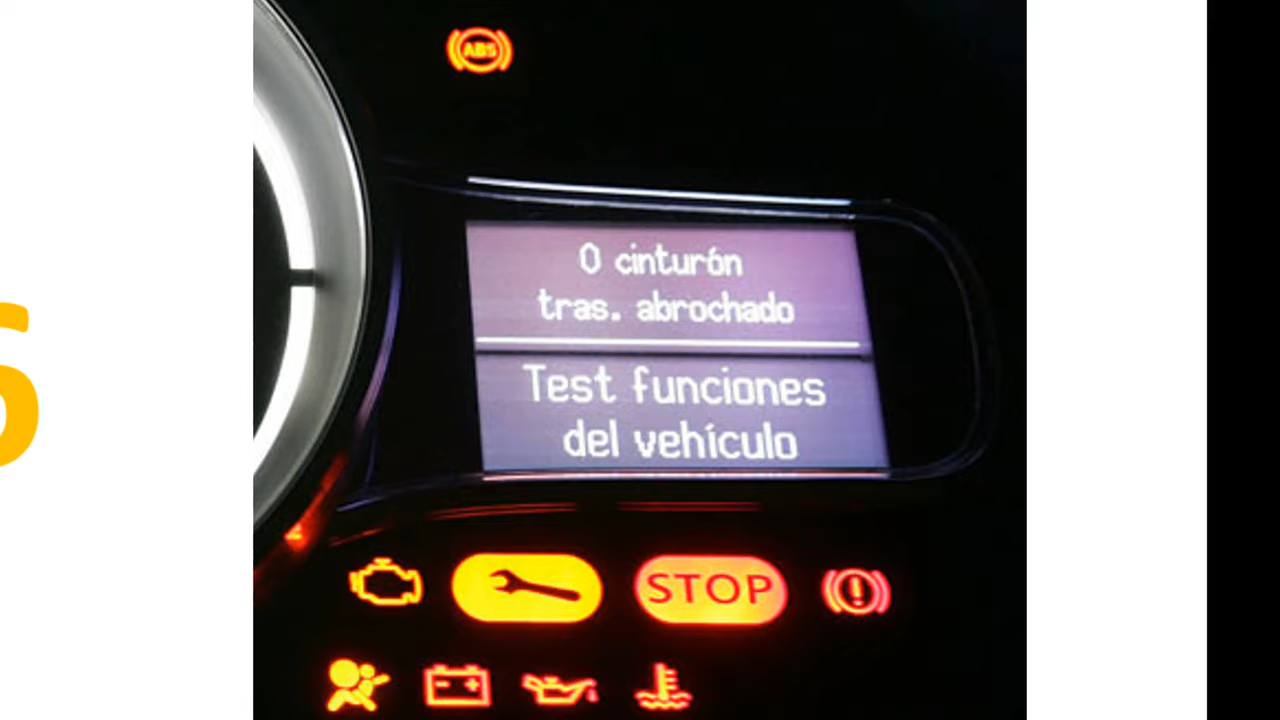 ABS
0 cinturón
tras. abrochado
Test funciones
del vehículo
STOP